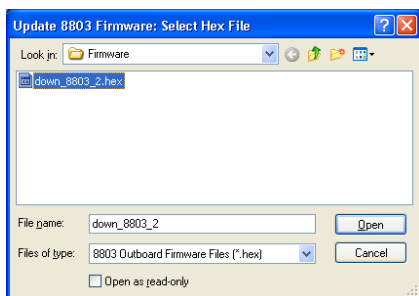 Update 8803 Firmware: Select Hex File
Look in: Firmware
down_8803_2.hex
File name: down_8803_2 Open
Files of type: 8803 Outboard Firmware Files (*.hex) Cancel
Open as read-only